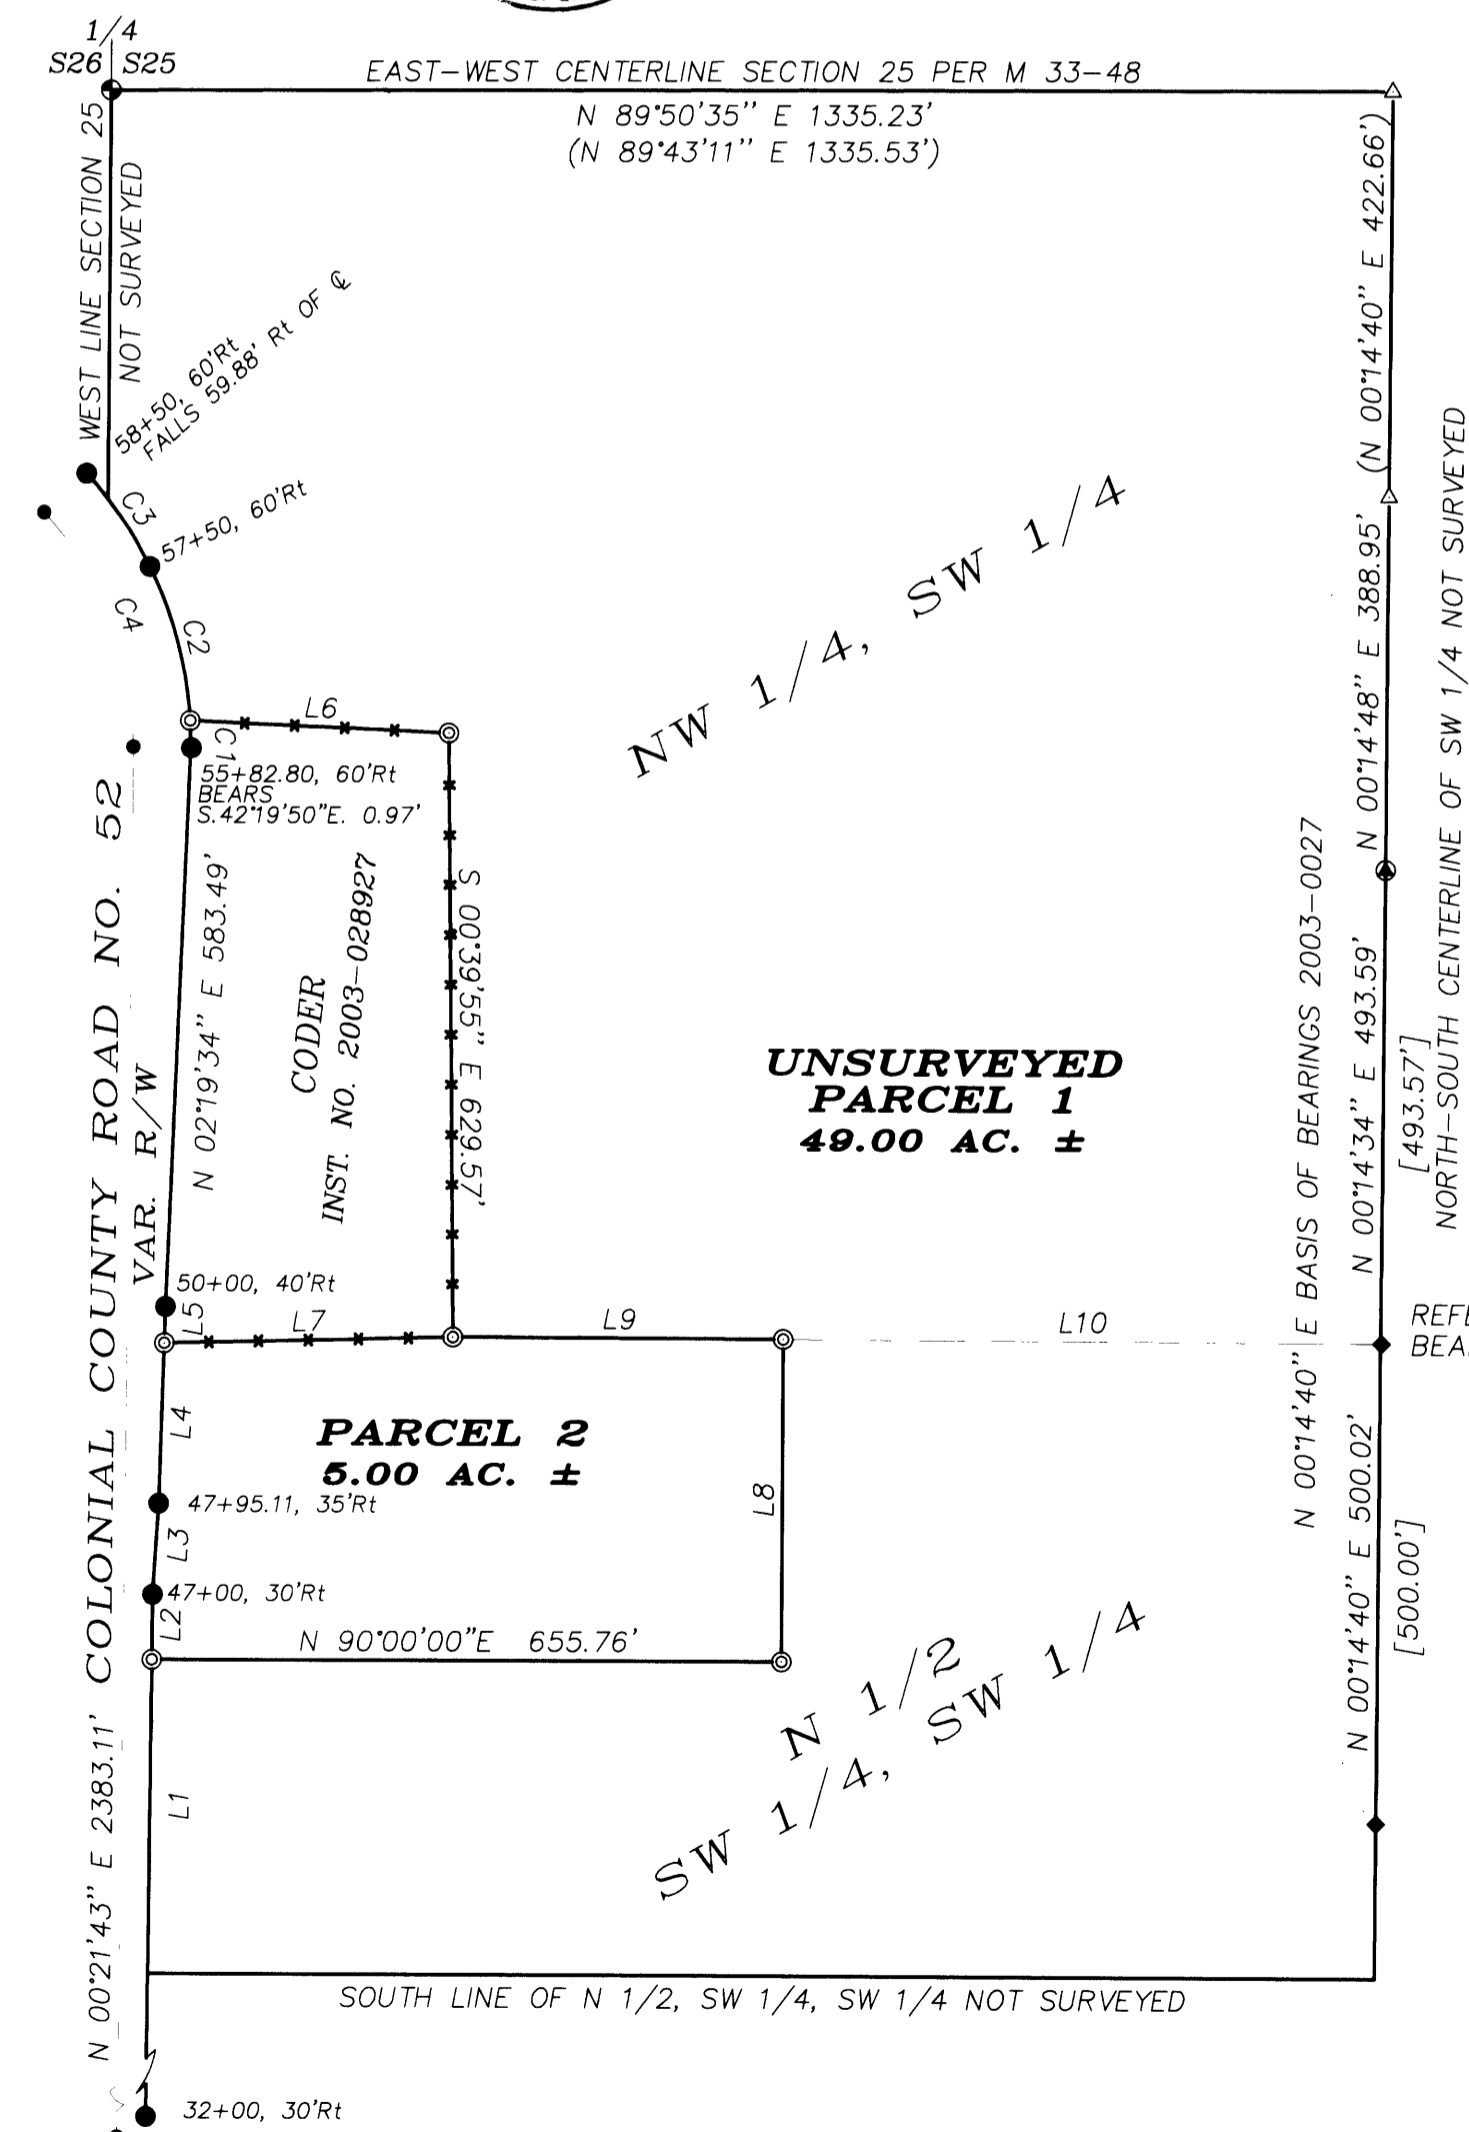 1/4
S26 S25
EAST-WEST CENTERLINE SECTION 25 PER M 33-48
N 89°50'35" E 1335.23'
(N 89°43'11" E 1335.53')
WEST LINE SECTION 25
NOT SURVEYED
58+50, 60'Rt
FALLS 59.88' Rt OF ℄
(N 00°14'40" E 422.66')
C3
57+50, 60'Rt
C4
C2
NW 1/4, SW 1/4
N 00°14'48" E 388.95'
NORTH-SOUTH CENTERLINE OF SW 1/4 NOT SURVEYED
L6
C1
55+82.80, 60'Rt
BEARS
S.42°19'50"E. 0.97'
N 02°19'34" E 583.49'
CODER
INST. NO. 2003-028927
S 00°39'55" E 629.57'
UNSURVEYED
PARCEL 1
49.00 AC. ±
N 00°14'40" E BASIS OF BEARINGS 2003-0027
N 00°14'34" E 493.59'
[493.57']
COLONIAL COUNTY ROAD NO. 52
VAR. R/W
50+00, 40'Rt
L5
L7
L9
L10
REFE
BEA
L4
PARCEL 2
5.00 AC. ±
47+95.11, 35'Rt
L8
L3
47+00, 30'Rt
L2
N 90°00'00"E 655.76'
N 00°14'40" E 500.02'
[500.00']
N 1/2
SW 1/4, SW 1/4
L1
N 00°21'43" E 2383.11'
SOUTH LINE OF N 1/2, SW 1/4, SW 1/4 NOT SURVEYED
32+00, 30'Rt